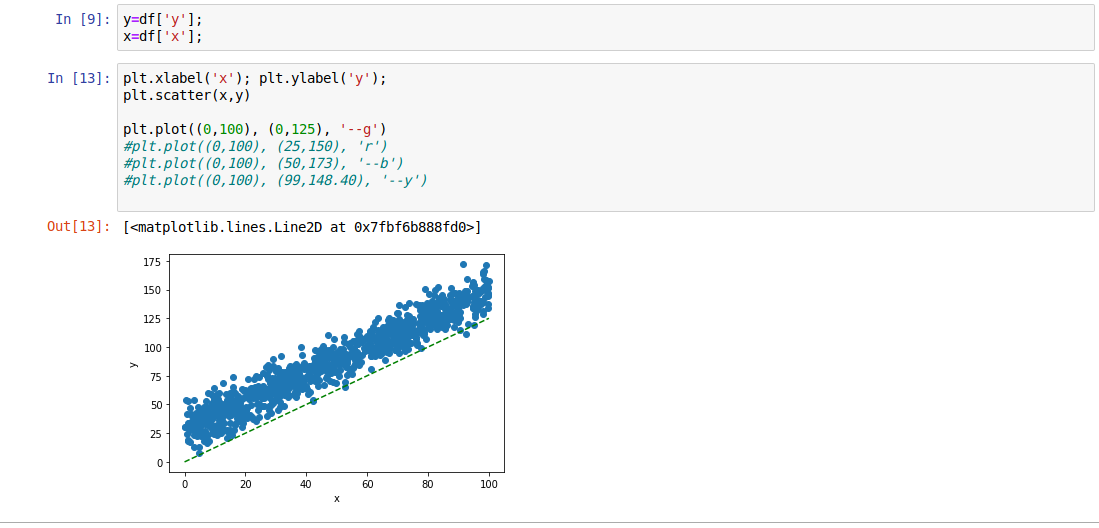 In [9]: y=df['y'];
x=df['x'];
In [13]: plt.xlabel('x'); plt.ylabel('y');
plt.scatter(x,y)
plt.plot((0,100), (0,125), '--g')
#plt.plot((0,100), (25,150), 'r')
#plt.plot((0,100), (50,173), '--b')
#plt.plot((0,100), (99,148.40), '--y')
Out[13]: [<matplotlib.lines.Line2D at 0x7fbf6b888fd0>]
175
150
125
100
75
50
25
0
y
0 20 40 60 80 100
x